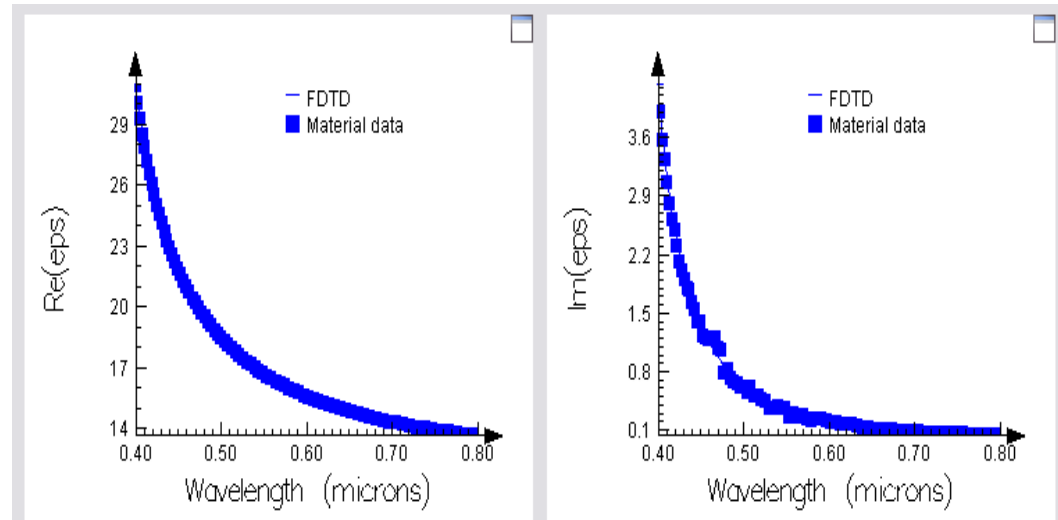 Re(eps)
29
26
23
20
17
14
FDTD
Material data
0.40 0.50 0.60 0.70 0.80
Wavelength (microns)
Im(eps)
3.6
2.9
2.2
1.5
0.8
0.1
FDTD
Material data
0.40 0.50 0.60 0.70 0.80
Wavelength (microns)